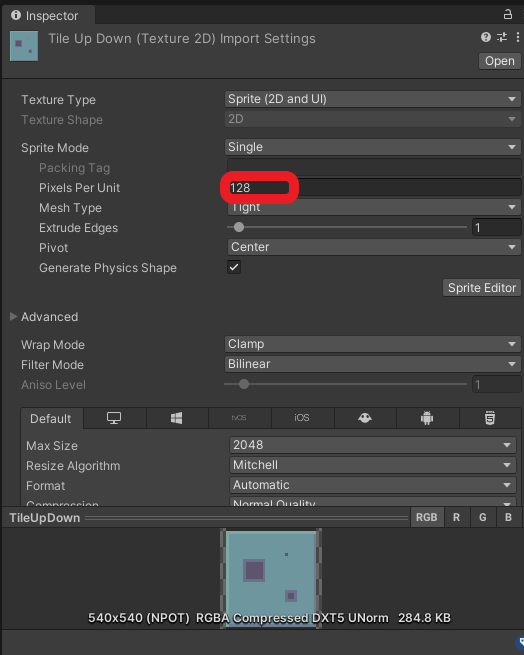 Inspector
Tile Up Down (Texture 2D) Import Settings
Open
Texture Type Sprite (2D and UI)
Texture Shape 2D
Sprite Mode Single
Packing Tag
Pixels Per Unit 128
Mesh Type Tight
Extrude Edges 1
Pivot Center
Generate Physics Shape
Sprite Editor
Advanced
Wrap Mode Clamp
Filter Mode Bilinear
Aniso Level 1
Default tvOS iOS
Max Size 2048
Resize Algorithm Mitchell
Format Automatic
Compression Normal Quality
TileUpDown RGB R G B
540x540 (NPOT) RGBA Compressed DXT5 UNorm 284.8 KB